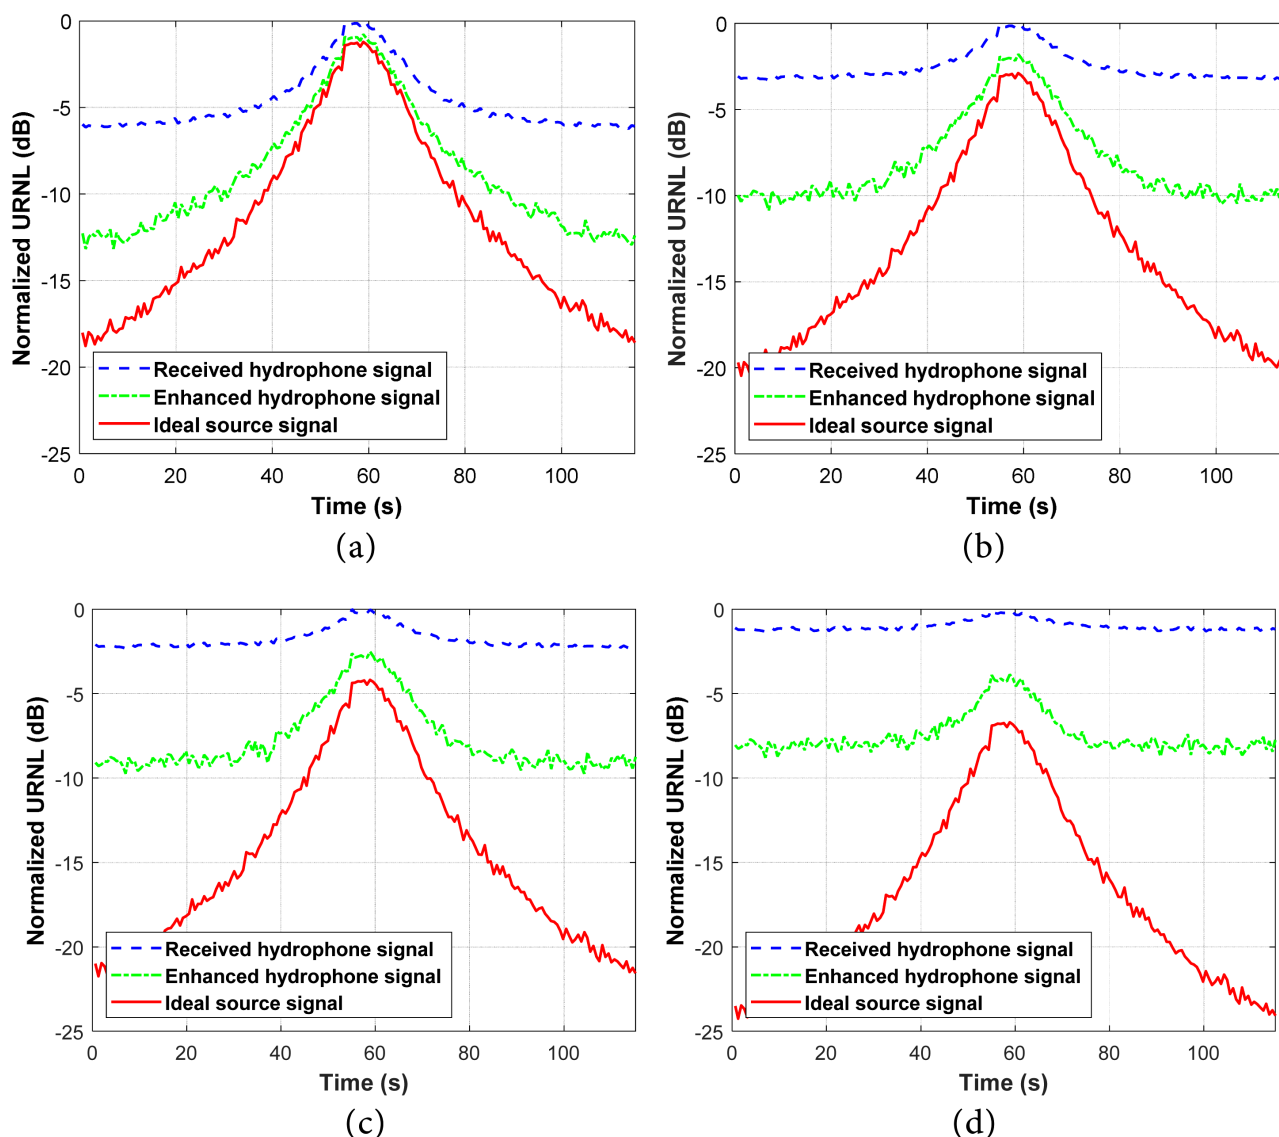 0
-5
-10
-15
-20
-25
Normalized URNL (dB)
Received hydrophone signal
Enhanced hydrophone signal
Ideal source signal
0 20 40 60 80 100
Time (s)
(a)
0
-5
-10
-15
-20
-25
Normalized URNL (dB)
Received hydrophone signal
Enhanced hydrophone signal
Ideal source signal
0 20 40 60 80 100
Time (s)
(b)
0
-5
-10
-15
-20
-25
Normalized URNL (dB)
Received hydrophone signal
Enhanced hydrophone signal
Ideal source signal
0 20 40 60 80 100
Time (s)
(c)
0
-5
-10
-15
-20
-25
Normalized URNL (dB)
Received hydrophone signal
Enhanced hydrophone signal
Ideal source signal
0 20 40 60 80 100
Time (s)
(d)